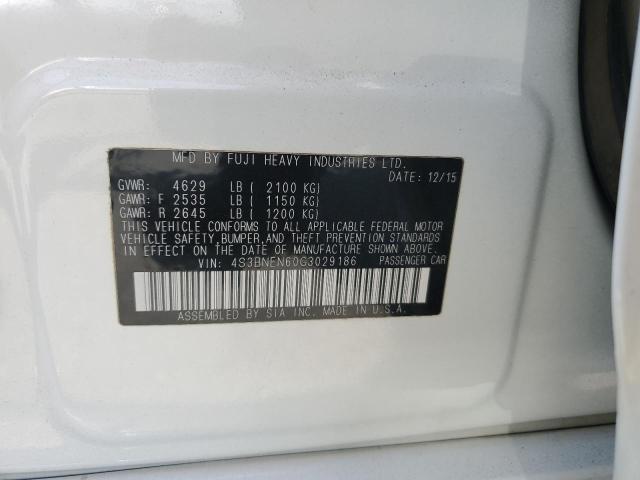 MFD BY FUJI HEAVY INDUSTRIES LTD.
DATE: 12/15
GVWR: 4629 LB ( 2100 KG)
GAWR: F 2535 LB ( 1150 KG)
GAWR: R 2645 LB ( 1200 KG)
THIS VEHICLE CONFORMS TO ALL APPLICABLE FEDERAL MOTOR
VEHICLE SAFETY,BUMPER,AND THEFT PREVENTION STANDARDS
IN EFFECT ON THE DATE OF MANUFACTURE SHOWN ABOVE.
VIN: 4S3BNEN60G3029186 PASSENGER CAR
ASSEMBLED BY SIA INC. MADE IN U.S.A.